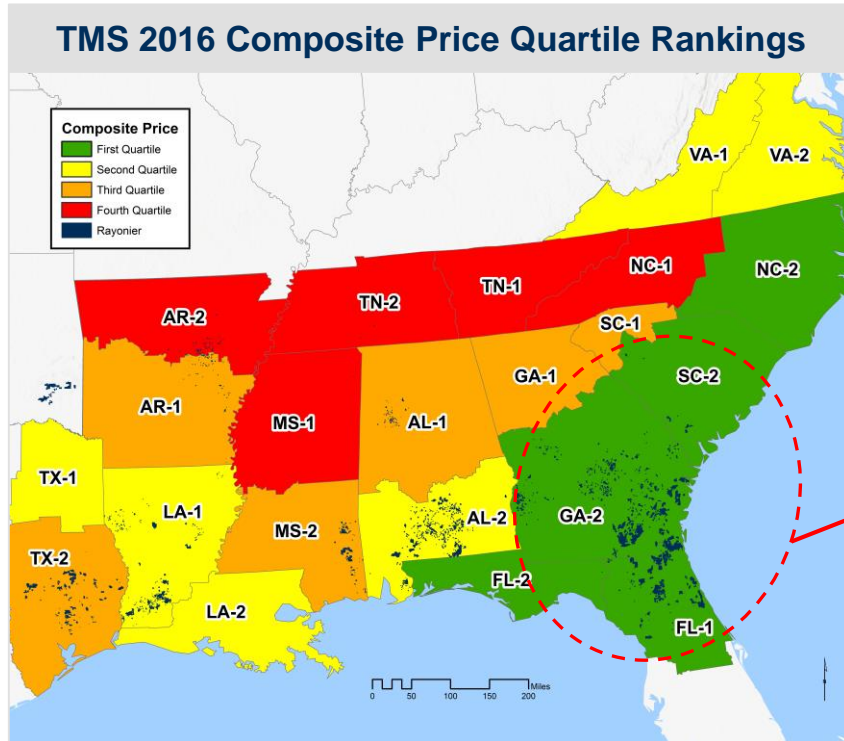 TMS 2016 Composite Price Quartile Rankings
Composite Price
First Quartile
Second Quartile
Third Quartile
Fourth Quartile
Rayonier
VA-1
VA-2
NC-1
NC-2
TN-1
TN-2
AR-2
SC-1
SC-2
GA-1
AR-1
MS-1
AL-1
TX-1
LA-1
AL-2
GA-2
MS-2
TX-2
FL-2
LA-2
FL-1
Miles
0 50 100 150 200